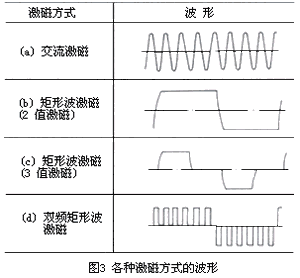 激磁方式 波形
(a) 交流激磁
(b) 矩形波激磁
(2 值激磁)
(c) 矩形波激磁
(3 值激磁)
(d) 双频矩形波
激磁
图3 各种激磁方式的波形